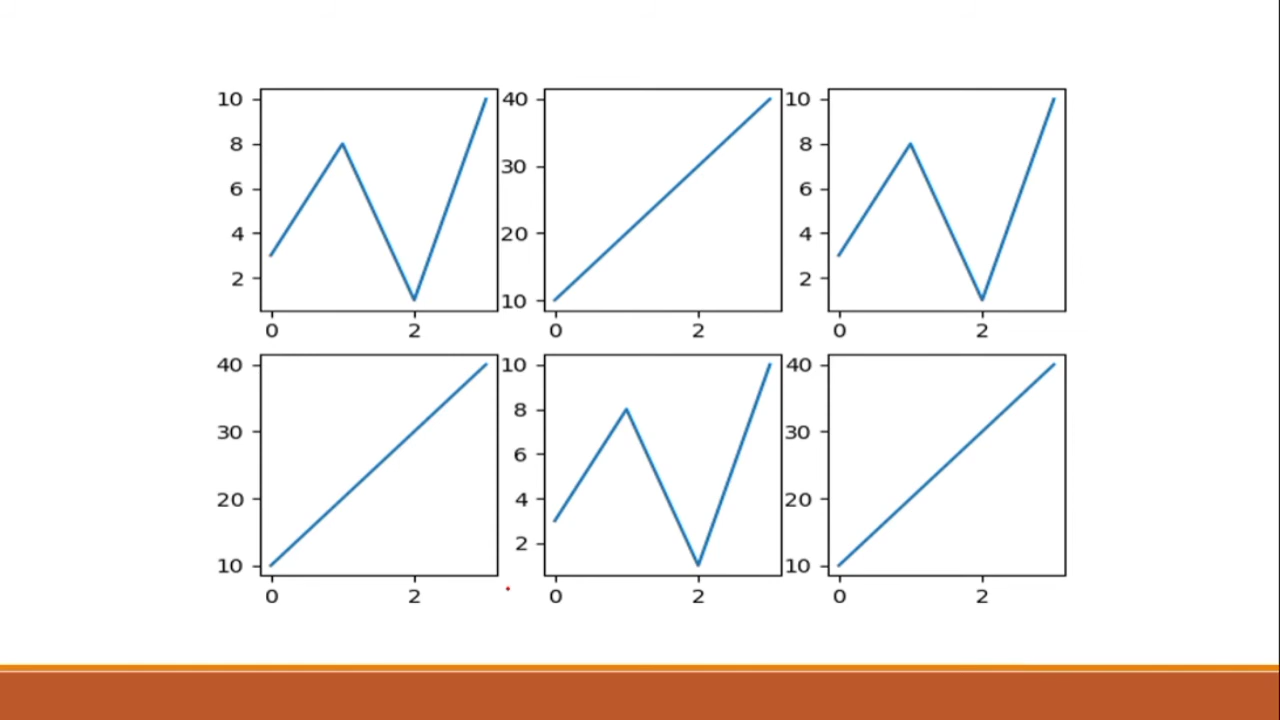 10 40 10
8 30 8
6 6
4 20 4
2 10 2
0 2 0 2 0 2
40 10 40
30 8 30
6
20 4 20
10 2 10
0 2 0 2 0 2